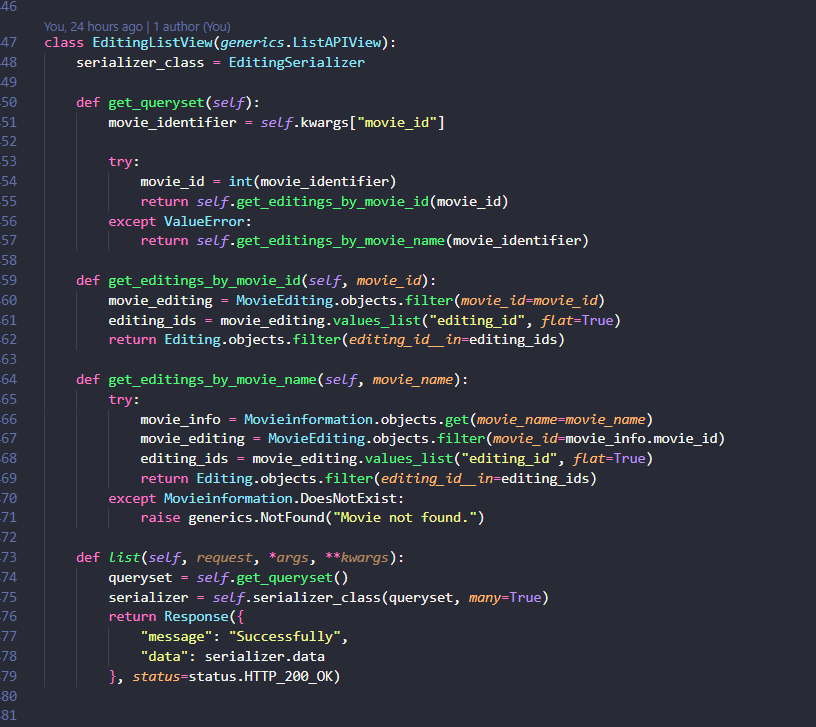 46
You, 24 hours ago | 1 author (You)
47 class EditingListView(generics.ListAPIView):
48     serializer_class = EditingSerializer
49
50     def get_queryset(self):
51         movie_identifier = self.kwargs["movie_id"]
52
53         try:
54             movie_id = int(movie_identifier)
55             return self.get_editings_by_movie_id(movie_id)
56         except ValueError:
57             return self.get_editings_by_movie_name(movie_identifier)
58
59     def get_editings_by_movie_id(self, movie_id):
60         movie_editing = MovieEditing.objects.filter(movie_id=movie_id)
61         editing_ids = movie_editing.values_list("editing_id", flat=True)
62         return Editing.objects.filter(editing_id__in=editing_ids)
63
64     def get_editings_by_movie_name(self, movie_name):
65         try:
66             movie_info = Movieinformation.objects.get(movie_name=movie_name)
67             movie_editing = MovieEditing.objects.filter(movie_id=movie_info.movie_id)
68             editing_ids = movie_editing.values_list("editing_id", flat=True)
69             return Editing.objects.filter(editing_id__in=editing_ids)
70         except Movieinformation.DoesNotExist:
71             raise generics.NotFound("Movie not found.")
72
73     def list(self, request, *args, **kwargs):
74         queryset = self.get_queryset()
75         serializer = self.serializer_class(queryset, many=True)
76         return Response({
77             "message": "Successfully",
78             "data": serializer.data
79         }, status=status.HTTP_200_OK)
80
81